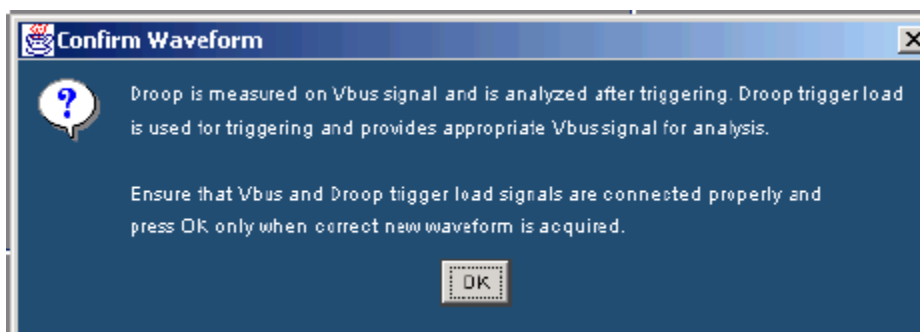 Confirm Waveform
Droop is measured on Vbus signal and is analyzed after triggering. Droop trigger load
is used for triggering and provides appropriate Vbus signal for analysis.
Ensure that Vbus and Droop trigger load signals are connected properly and
press OK only when correct new waveform is acquired.
OK